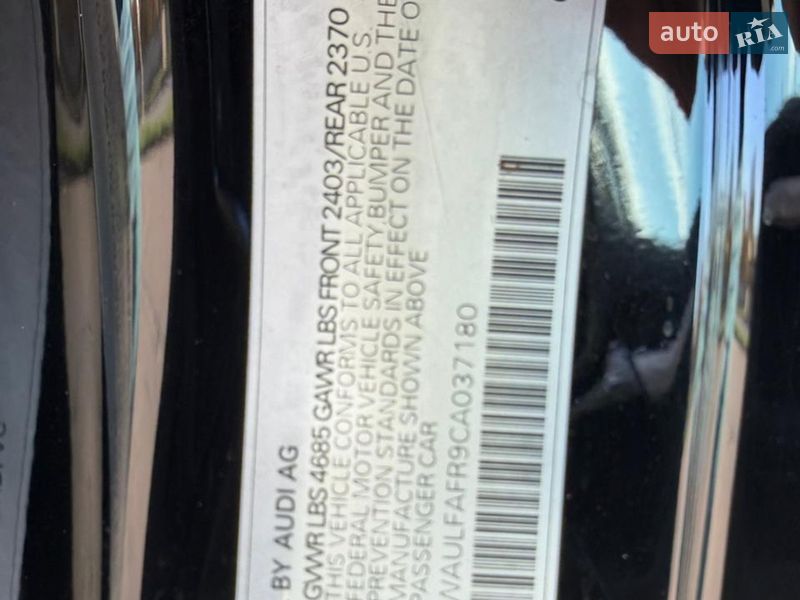 auto RIA .com
BY AUDI AG
GVWR LBS 4685 GAWR LBS FRONT 2403/REAR 2370
THIS VEHICLE CONFORMS TO ALL APPLICABLE U.S.
FEDERAL MOTOR VEHICLE SAFETY, BUMPER AND THE
PREVENTION STANDARDS IN EFFECT ON THE DATE O
MANUFACTURE SHOWN ABOVE
PASSENGER CAR
WAULFAFR9CA037180